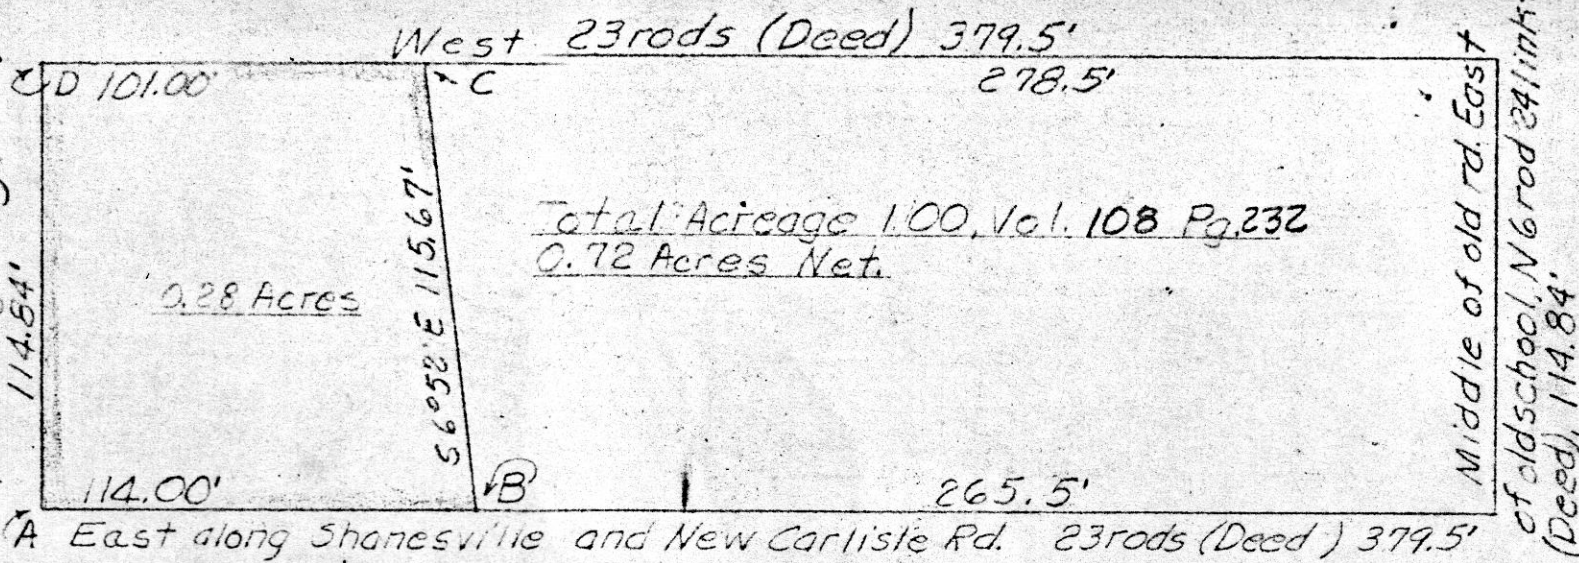 West 23rods (Deed) 379.5'
D 101.00'
C
278.5'
114.84'
0.28 Acres
S6°52'E 115.67'
Total Acreage 1.00, Vol. 108 Pg. 232
0.72 Acres Net.
Middle of old rd. East
of old school, N 6 rod 24 link
(Deed), 114.84'
114.00'
B
265.5'
A East along Shanesville and New Carlisle Rd. 23rods (Deed) 379.5'